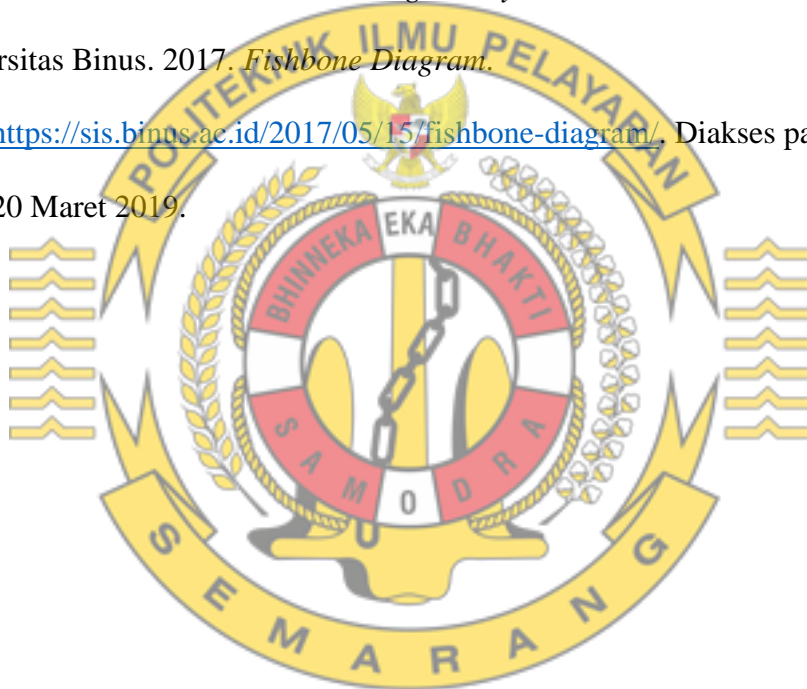 rsitas Binus. 2017. Fishbone Diagram.
https://sis.binus.ac.id/2017/05/15/fishbone-diagram/. Diakses pa
20 Maret 2019.
POLITEKNIK ILMU PELAYARAN
BHINNEKA EKA BHAKTI
SAMODRA
SEMARANG